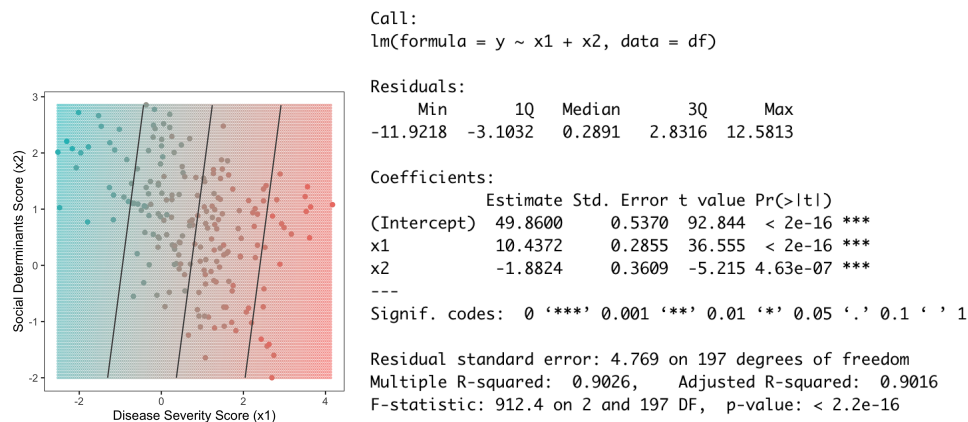 Call:
lm(formula = y ~ x1 + x2, data = df)
Residuals:
Min 1Q Median 3Q Max
-11.9218 -3.1032 0.2891 2.8316 12.5813
Coefficients:
Estimate Std. Error t value Pr(>|t|)
(Intercept) 49.8600 0.5370 92.844 < 2e-16 ***
x1 10.4372 0.2855 36.555 < 2e-16 ***
x2 -1.8824 0.3609 -5.215 4.63e-07 ***
---
Signif. codes: 0 ‘***’ 0.001 ‘**’ 0.01 ‘*’ 0.05 ‘.’ 0.1 ‘ ’ 1
Residual standard error: 4.769 on 197 degrees of freedom
Multiple R-squared: 0.9026, Adjusted R-squared: 0.9016
F-statistic: 912.4 on 2 and 197 DF, p-value: < 2.2e-16
Social Determinants Score (x2)
3
2
1
0
-1
-2
-2 0 2 4
Disease Severity Score (x1)